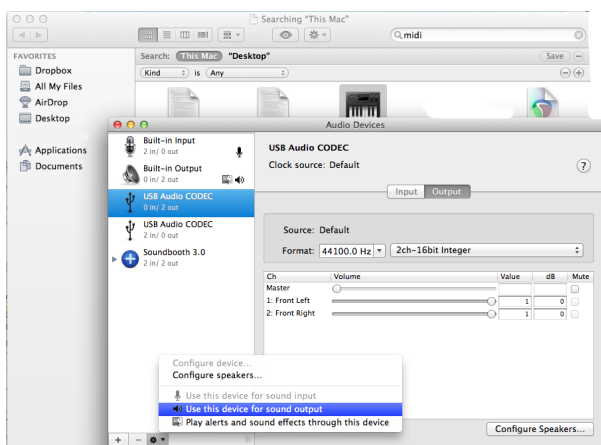 Searching "This Mac"
midi
FAVORITES
Dropbox
All My Files
AirDrop
Desktop
Applications
Documents
Search: This Mac "Desktop"
Save
Kind is Any
Audio Devices
Built-in Input
2 in/ 0 out
Built-in Output
0 in/ 2 out
USB Audio CODEC
0 in/ 2 out
USB Audio CODEC
2 in/ 0 out
Soundbooth 3.0
2 in/ 2 out
USB Audio CODEC
Clock source: Default
?
Input Output
Source: Default
Format: 44100.0 Hz 2ch-16bit Integer
Ch Volume Value dB Mute
Master
1: Front Left 1 0
2: Front Right 1 0
Configure device...
Configure speakers...
Use this device for sound input
Use this device for sound output
Play alerts and sound effects through this device
Configure Speakers...